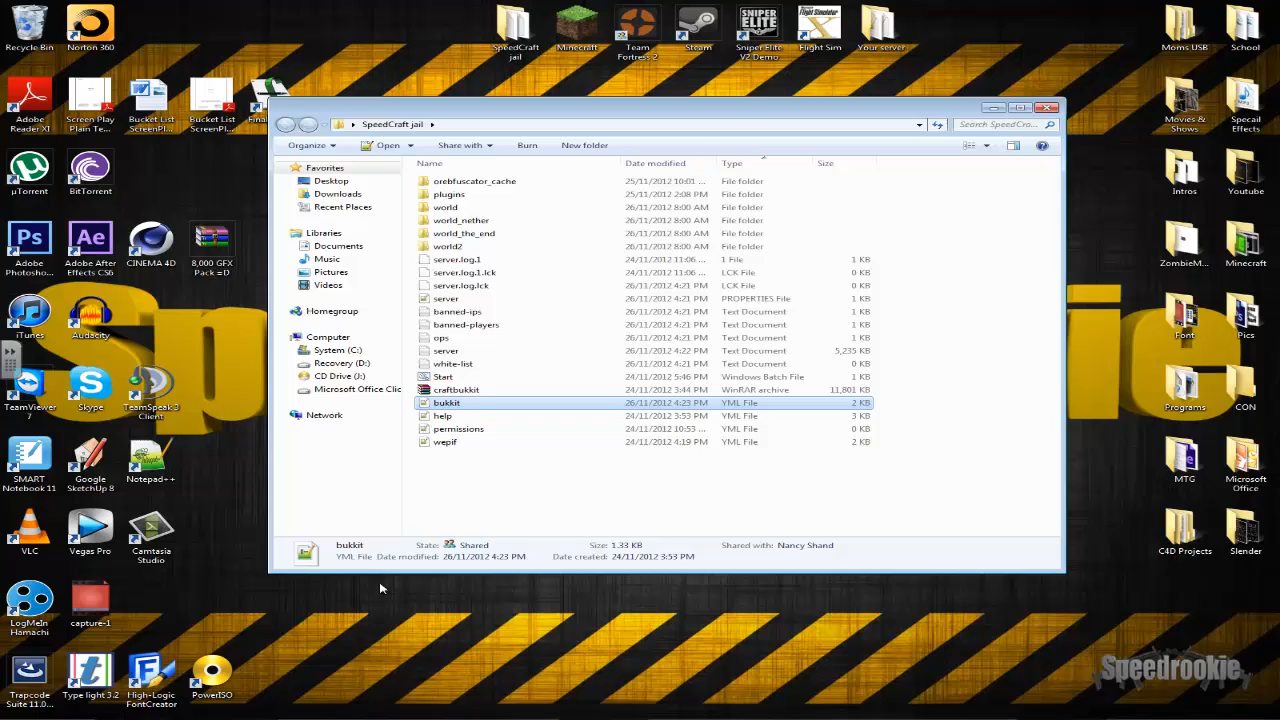 Recycle Bin
Norton 360
SpeedCraft jail
Minecraft
Team Fortress 2
Steam
Sniper Elite V2 Demo
Flight Sim
Your server
Moms USB
School
Adobe Reader XI
Screen Play Plain Te...
Bucket List ScreenPl...
Bucket List ScreenPl...
Final
Movies & Shows
Specail Effects
µTorrent
BitTorrent
Intros
Youtube
Adobe Photosho...
Adobe After Effects CS6
CINEMA 4D
8,000 GFX Pack =D
ZombieM...
Minecraft
iTunes
Audacity
Font
Pics
TeamViewer 7
Skype
TeamSpeak 3 Client
Programs
CON
SMART Notebook 11
Google SketchUp 8
Notepad++
MTG
Microsoft Office
VLC
Vegas Pro
Camtasia Studio
C4D Projects
Slender
LogMeIn Hamachi
capture-1
Trapcode Suite 11.0...
Type light 3.2
High-Logic FontCreator
PowerISO
Speedrookie
Sp
ie
SpeedCraft jail
Search SpeedCra...
Organize
Open
Share with
Burn
New folder
Favorites
Desktop
Downloads
Recent Places
Libraries
Documents
Music
Pictures
Videos
Homegroup
Computer
System (C:)
Recovery (D:)
CD Drive (J:)
Microsoft Office Clic
Network
Name Date modified Type Size
orebfuscator_cache 25/11/2012 10:01 ... File folder
plugins 25/11/2012 2:08 PM File folder
world 26/11/2012 8:00 AM File folder
world_nether 26/11/2012 8:00 AM File folder
world_the_end 26/11/2012 8:00 AM File folder
world2 26/11/2012 8:00 AM File folder
server.log.1 24/11/2012 11:06 ... 1 File 1 KB
server.log.1.lck 24/11/2012 11:06 ... LCK File 0 KB
server.log.lck 26/11/2012 4:21 PM LCK File 0 KB
server 26/11/2012 4:21 PM PROPERTIES File 1 KB
banned-ips 26/11/2012 4:21 PM Text Document 1 KB
banned-players 26/11/2012 4:21 PM Text Document 1 KB
ops 26/11/2012 4:21 PM Text Document 1 KB
server 26/11/2012 4:22 PM Text Document 5,235 KB
white-list 26/11/2012 4:21 PM Text Document 1 KB
Start 24/11/2012 5:46 PM Windows Batch File 1 KB
craftbukkit 24/11/2012 3:44 PM WinRAR archive 11,801 KB
bukkit 26/11/2012 4:23 PM YML File 2 KB
help 24/11/2012 3:53 PM YML File 3 KB
permissions 24/11/2012 10:53 ... YML File 0 KB
wepif 24/11/2012 4:19 PM YML File 2 KB
bukkit State: Shared Size: 1.33 KB Shared with: Nancy Shand
YML File Date modified: 26/11/2012 4:23 PM Date created: 24/11/2012 3:53 PM